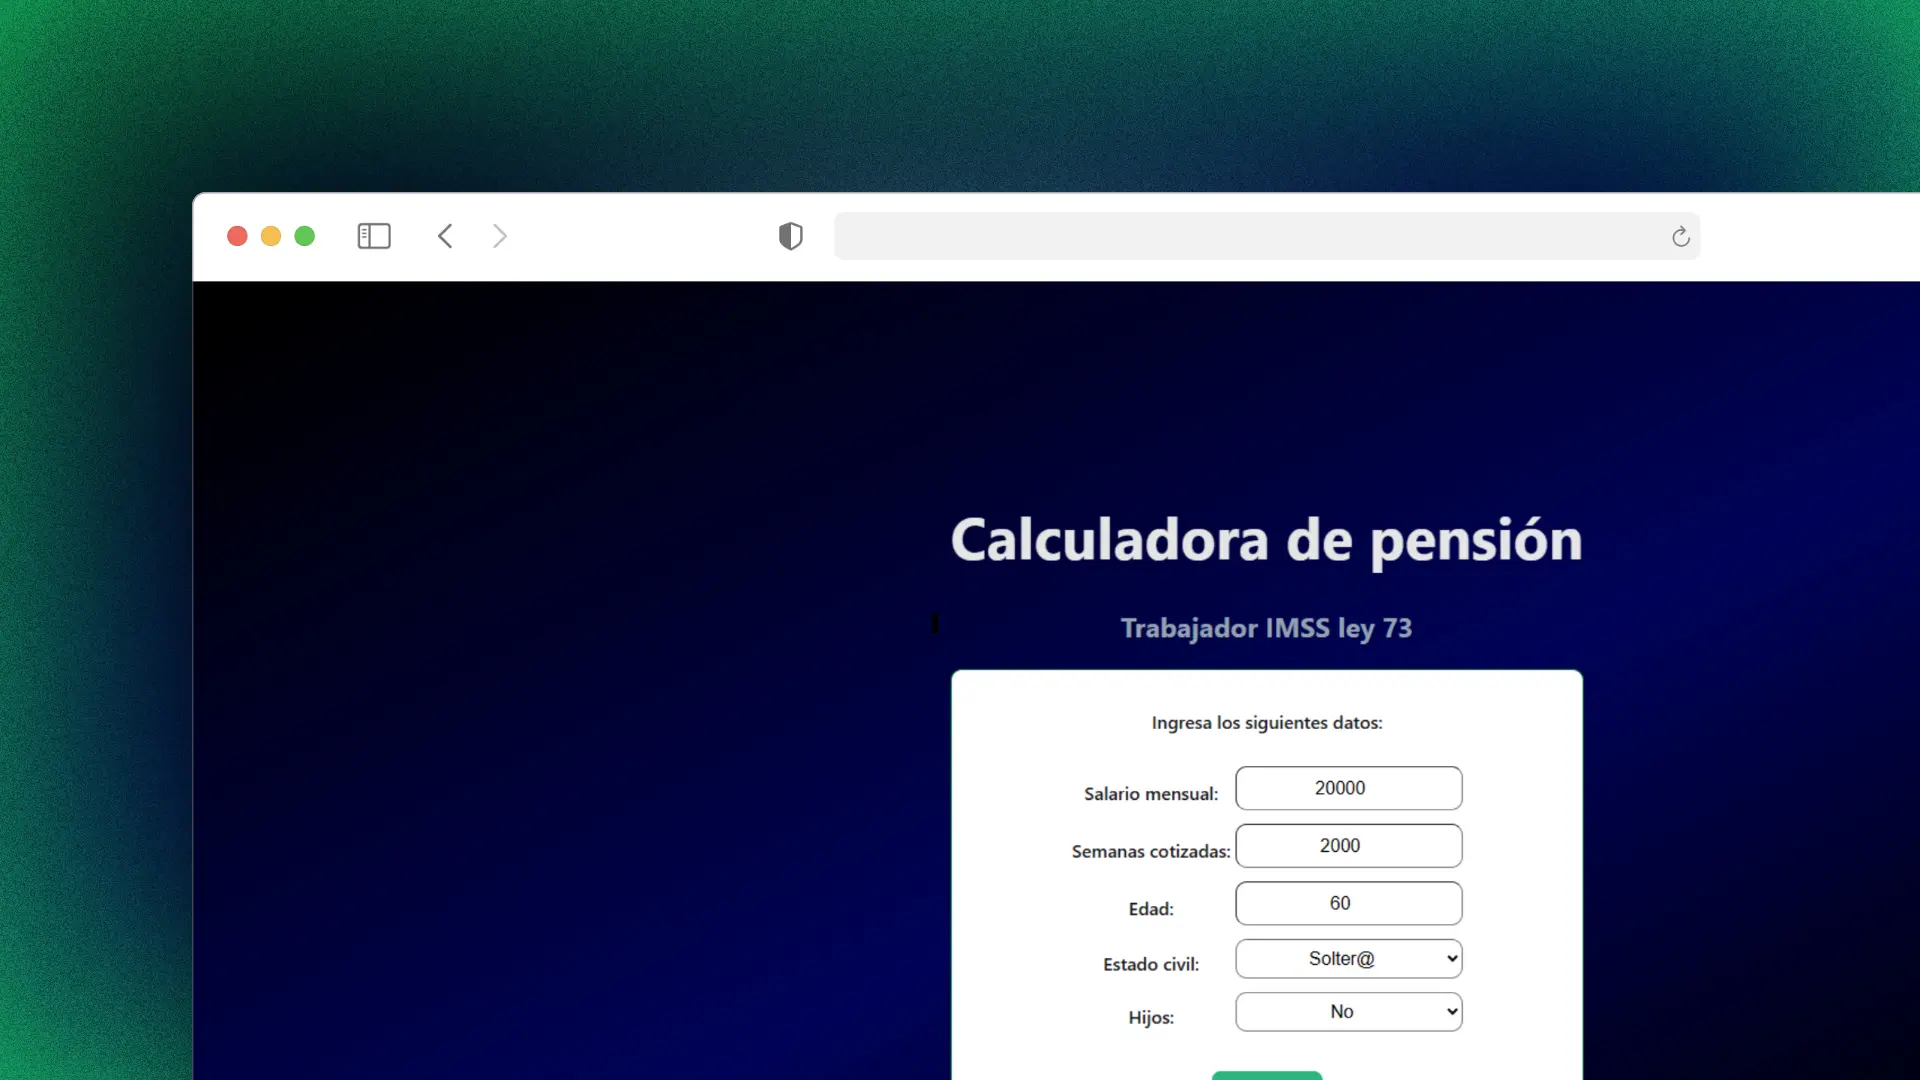 Calculadora de pensión
Trabajador IMSS ley 73
Ingresa los siguientes datos:
Salario mensual: 20000
Semanas cotizadas: 2000
Edad: 60
Estado civil: Solter@
Hijos: No